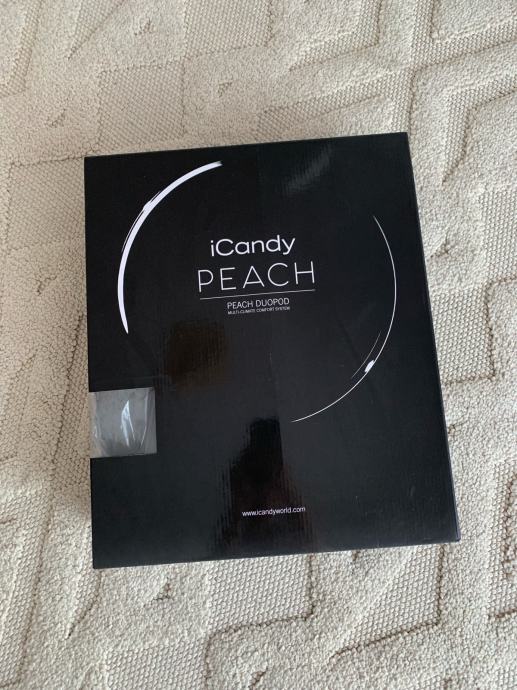 iCandy
PEACH
PEACH DUOPOD
MULTI-CLIMATE COMFORT SYSTEM
www.icandyworld.com